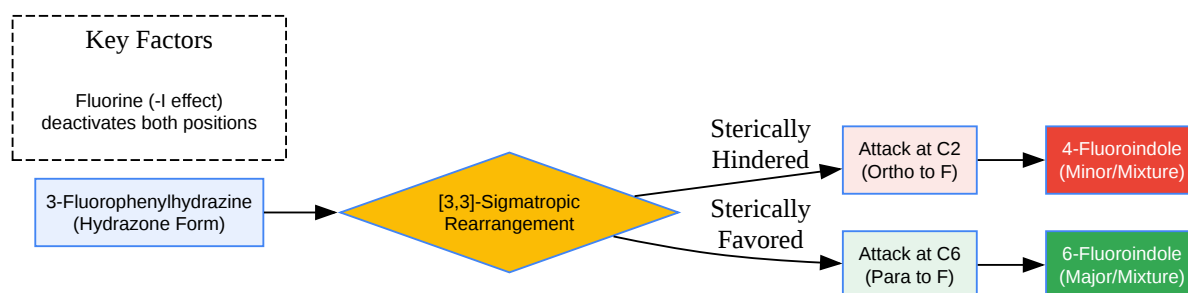 Key Factors
Fluorine (-I effect)
deactivates both positions
3-Fluorophenylhydrazine
(Hydrazone Form)
[3,3]-Sigmatropic
Rearrangement
Sterically
Hindered
Sterically
Favored
Attack at C2
(Ortho to F)
4-Fluoroindole
(Minor/Mixture)
Attack at C6
(Para to F)
6-Fluoroindole
(Major/Mixture)